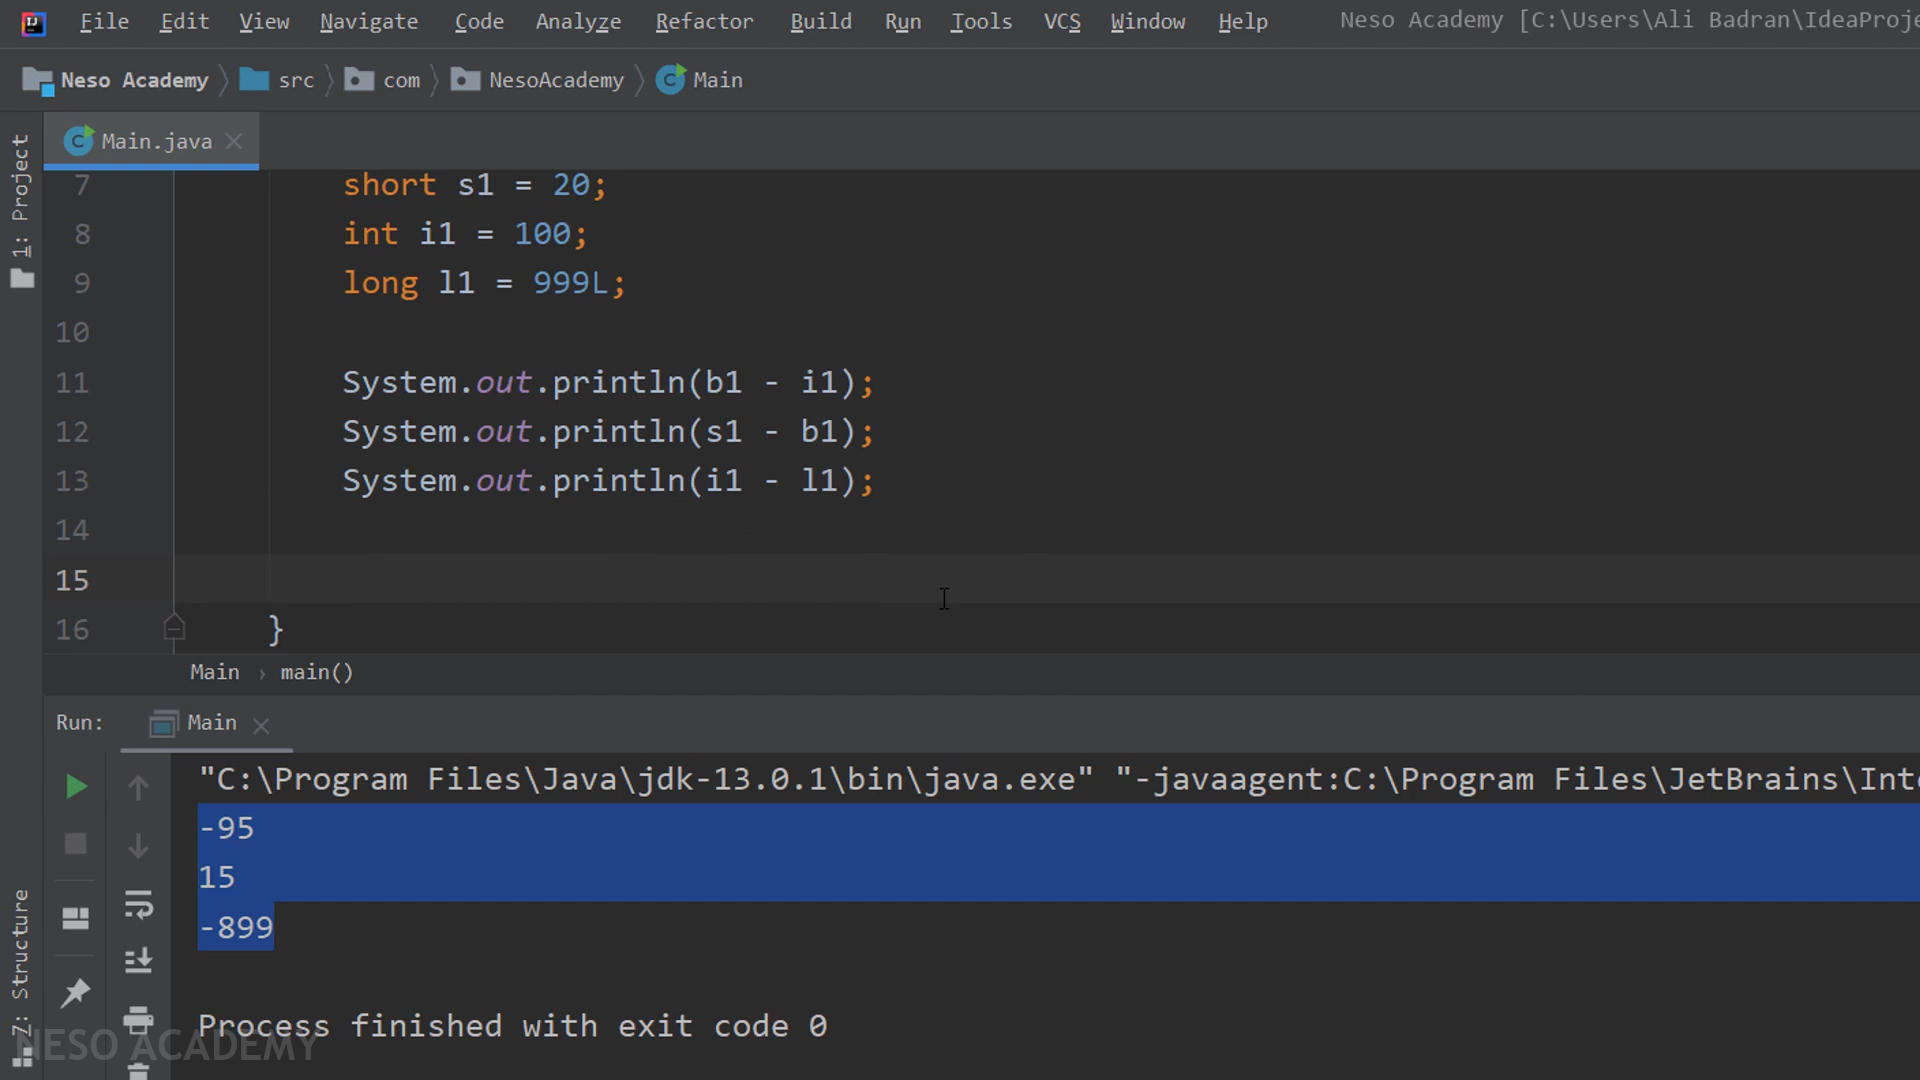 File Edit View Navigate Code Analyze Refactor Build Run Tools VCS Window Help Neso Academy [C:\Users\Ali Badran\IdeaProje
Neso Academy src com NesoAcademy Main
Main.java
1: Project
7 short s1 = 20;
8 int i1 = 100;
9 long l1 = 999L;
10
11 System.out.println(b1 - i1);
12 System.out.println(s1 - b1);
13 System.out.println(i1 - l1);
14
15
16 }
Main › main()
Run: Main
"C:\Program Files\Java\jdk-13.0.1\bin\java.exe" "-javaagent:C:\Program Files\JetBrains\Inte
-95
15
-899
Z: Structure
Process finished with exit code 0
NESO ACADEMY